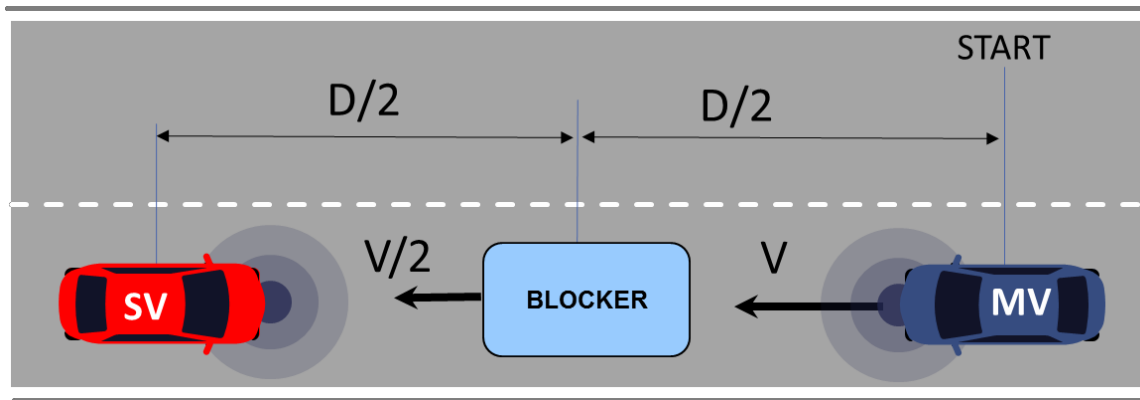 START
D/2
D/2
V/2
V
SV
BLOCKER
MV